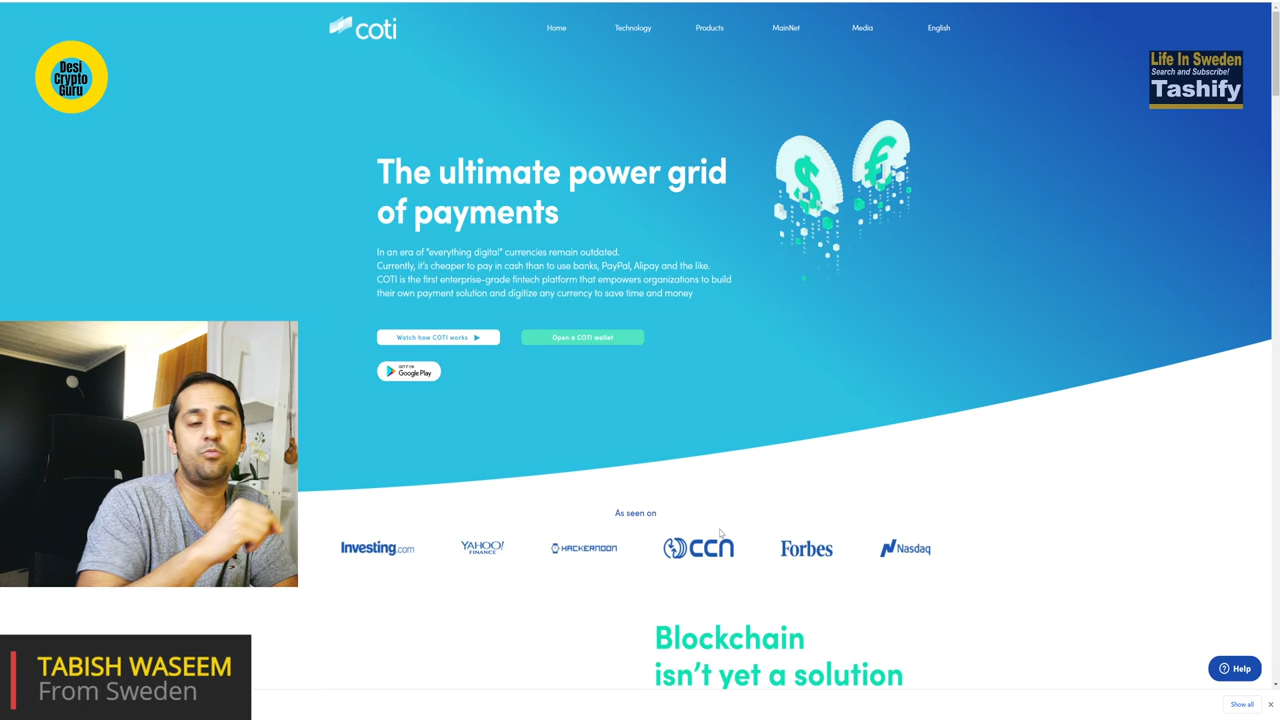 coti
Home
Technology
Products
MainNet
Media
English
Desi
Crypto
Guru
Life In Sweden
Search and Subscribe!
Tashify
The ultimate power grid
of payments
In an era of “everything digital” currencies remain outdated.
Currently, it’s cheaper to pay in cash than to use banks, PayPal, Alipay and the like.
COTI is the first enterprise-grade fintech platform that empowers organizations to build
their own payment solution and digitize any currency to save time and money
Watch how COTI works
Open a COTI wallet
GET IT ON
Google Play
As seen on
Investing.com
YAHOO!
FINANCE
HACKERNOON
CCN
Forbes
Nasdaq
Blockchain
isn’t yet a solution
TABISH WASEEM
From Sweden
Help
Show all